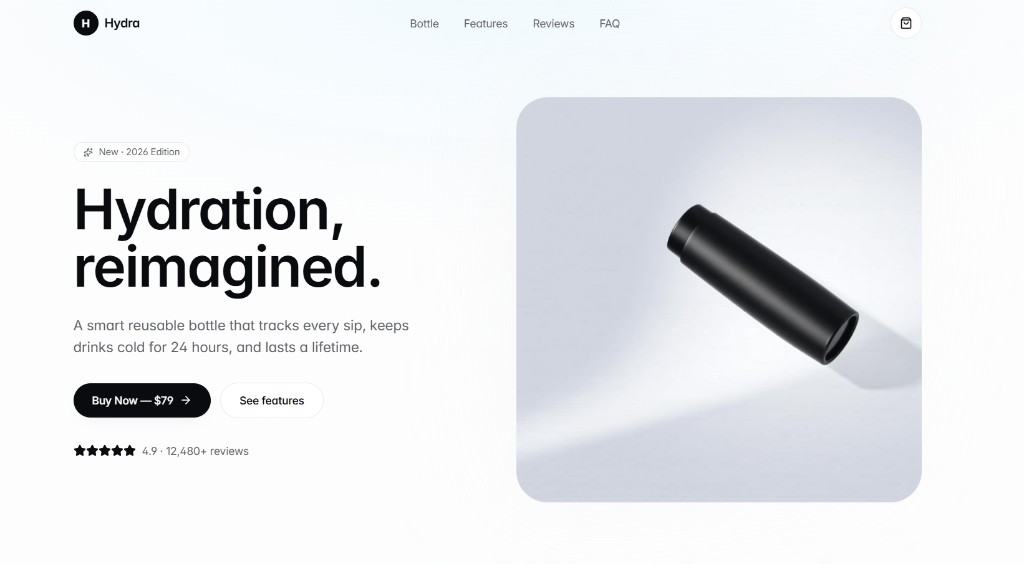 H Hydra
Bottle Features Reviews FAQ
New · 2026 Edition
Hydration,
reimagined.
A smart reusable bottle that tracks every sip, keeps
drinks cold for 24 hours, and lasts a lifetime.
Buy Now — $79 → See features
★★★★★ 4.9 · 12,480+ reviews